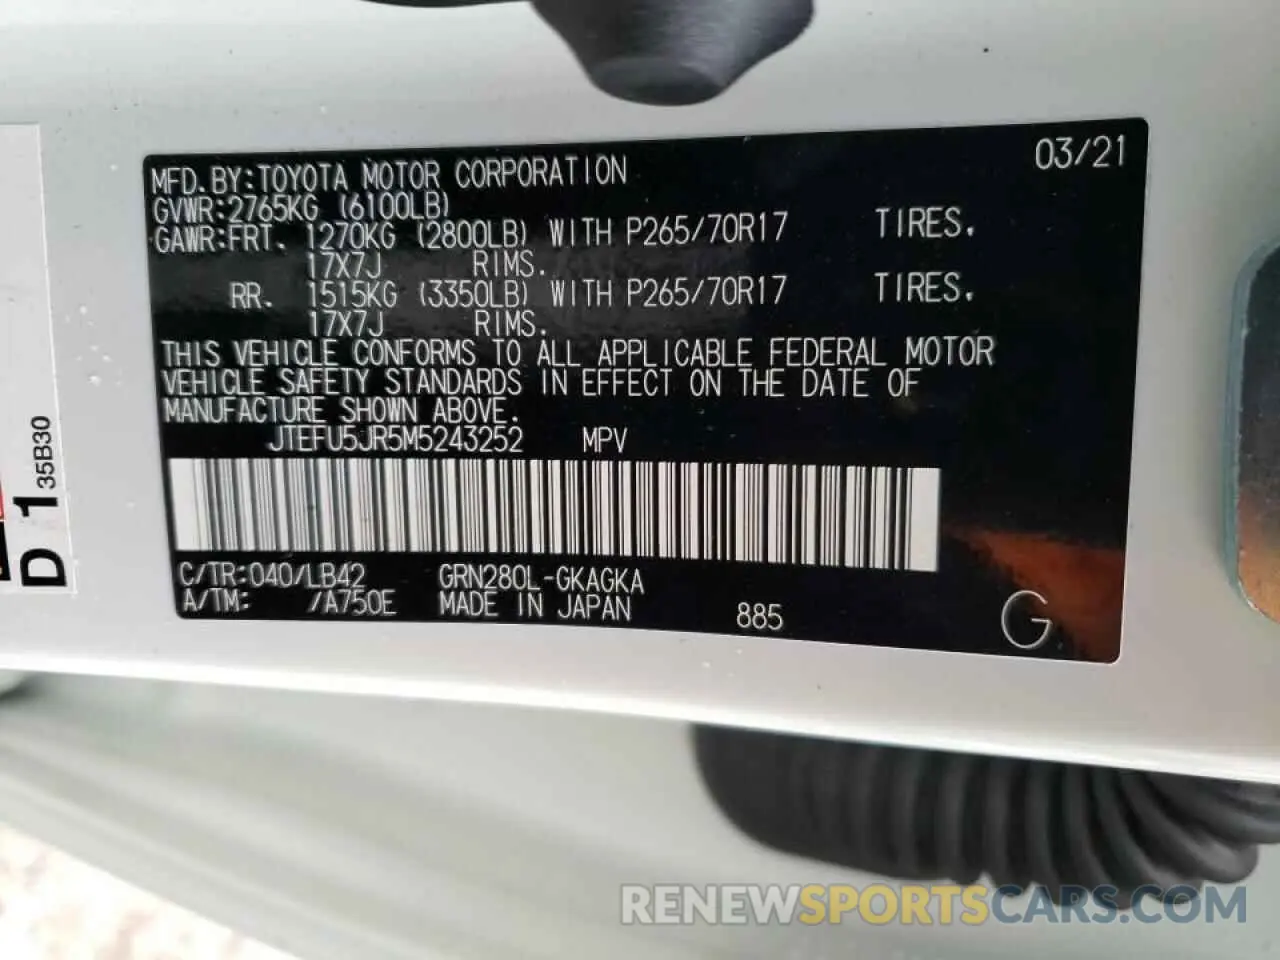 03/21
MFD.BY:TOYOTA MOTOR CORPORATION
GVWR:2765KG (6100LB)
GAWR:FRT. 1270KG (2800LB) WITH P265/70R17 TIRES.
17X7J RIMS.
RR. 1515KG (3350LB) WITH P265/70R17 TIRES.
17X7J RIMS.
THIS VEHICLE CONFORMS TO ALL APPLICABLE FEDERAL MOTOR
VEHICLE SAFETY STANDARDS IN EFFECT ON THE DATE OF
MANUFACTURE SHOWN ABOVE.
JTEFU5JR5M5243252 MPV
C/TR:040/LB42 GRN280L-GKAGKA
A/TM: /A750E MADE IN JAPAN 885 G
D 1 35B30
RENEWSPORTSCARS.COM